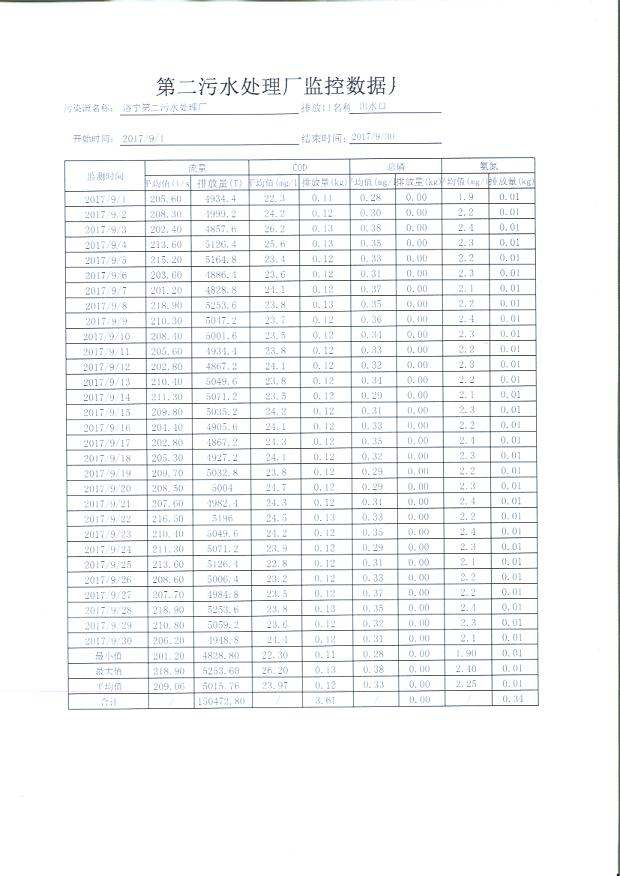 第二污水处理厂监控数据月
污染源名称: 洛宁第二污水处理厂 排放口名称 出水口
开始时间: 2017/9/1 结束时间: 2017/9/30
监测时间 流量 COD 总磷 氨氮
平均值(l/s 排放量(T) 平均值(mg/l 排放量(kg) 平均值(mg/l 排放量(kg) 平均值(mg/l 排放量(kg)
2017/9/1 205.60 4934.4 22.3 0.11 0.28 0.00 1.9 0.01
2017/9/2 208.30 4999.2 24.2 0.12 0.30 0.00 2.2 0.01
2017/9/3 202.40 4857.6 26.2 0.13 0.38 0.00 2.4 0.01
2017/9/4 213.60 5126.4 25.6 0.13 0.35 0.00 2.3 0.01
2017/9/5 215.20 5164.8 23.4 0.12 0.33 0.00 2.2 0.01
2017/9/6 203.60 4886.4 23.6 0.12 0.31 0.00 2.3 0.01
2017/9/7 201.20 4828.8 24.1 0.12 0.37 0.00 2.1 0.01
2017/9/8 218.90 5253.6 23.8 0.13 0.35 0.00 2.2 0.01
2017/9/9 210.30 5047.2 23.7 0.12 0.36 0.00 2.4 0.01
2017/9/10 208.40 5001.6 23.5 0.12 0.34 0.00 2.3 0.01
2017/9/11 205.60 4934.4 23.8 0.12 0.33 0.00 2.2 0.01
2017/9/12 202.80 4867.2 24.1 0.12 0.32 0.00 2.3 0.01
2017/9/13 210.40 5049.6 23.8 0.12 0.34 0.00 2.2 0.01
2017/9/14 211.30 5071.2 23.5 0.12 0.29 0.00 2.1 0.01
2017/9/15 209.80 5035.2 24.2 0.12 0.31 0.00 2.3 0.01
2017/9/16 204.40 4905.6 24.1 0.12 0.33 0.00 2.2 0.01
2017/9/17 202.80 4867.2 24.3 0.12 0.35 0.00 2.4 0.01
2017/9/18 205.30 4927.2 24.1 0.12 0.32 0.00 2.3 0.01
2017/9/19 209.70 5032.8 23.8 0.12 0.29 0.00 2.2 0.01
2017/9/20 208.50 5004 24.7 0.12 0.29 0.00 2.3 0.01
2017/9/21 207.60 4982.4 24.3 0.12 0.31 0.00 2.4 0.01
2017/9/22 216.50 5196 24.5 0.13 0.33 0.00 2.2 0.01
2017/9/23 210.40 5049.6 24.2 0.12 0.35 0.00 2.4 0.01
2017/9/24 211.30 5071.2 23.9 0.12 0.29 0.00 2.3 0.01
2017/9/25 213.60 5126.4 22.8 0.12 0.31 0.00 2.1 0.01
2017/9/26 208.60 5006.4 23.2 0.12 0.33 0.00 2.2 0.01
2017/9/27 207.70 4984.8 23.5 0.12 0.37 0.00 2.2 0.01
2017/9/28 218.90 5253.6 23.8 0.13 0.35 0.00 2.4 0.01
2017/9/29 210.80 5059.2 23.6 0.12 0.32 0.00 2.3 0.01
2017/9/30 206.20 4948.8 24.4 0.12 0.31 0.00 2.1 0.01
最小值 201.20 4828.80 22.30 0.11 0.28 0.00 1.90 0.01
最大值 218.90 5253.60 26.20 0.13 0.38 0.00 2.40 0.01
平均值 209.06 5015.76 23.97 0.12 0.33 0.00 2.25 0.01
合计 / 150472.80 / 3.61 / 0.00 / 0.34